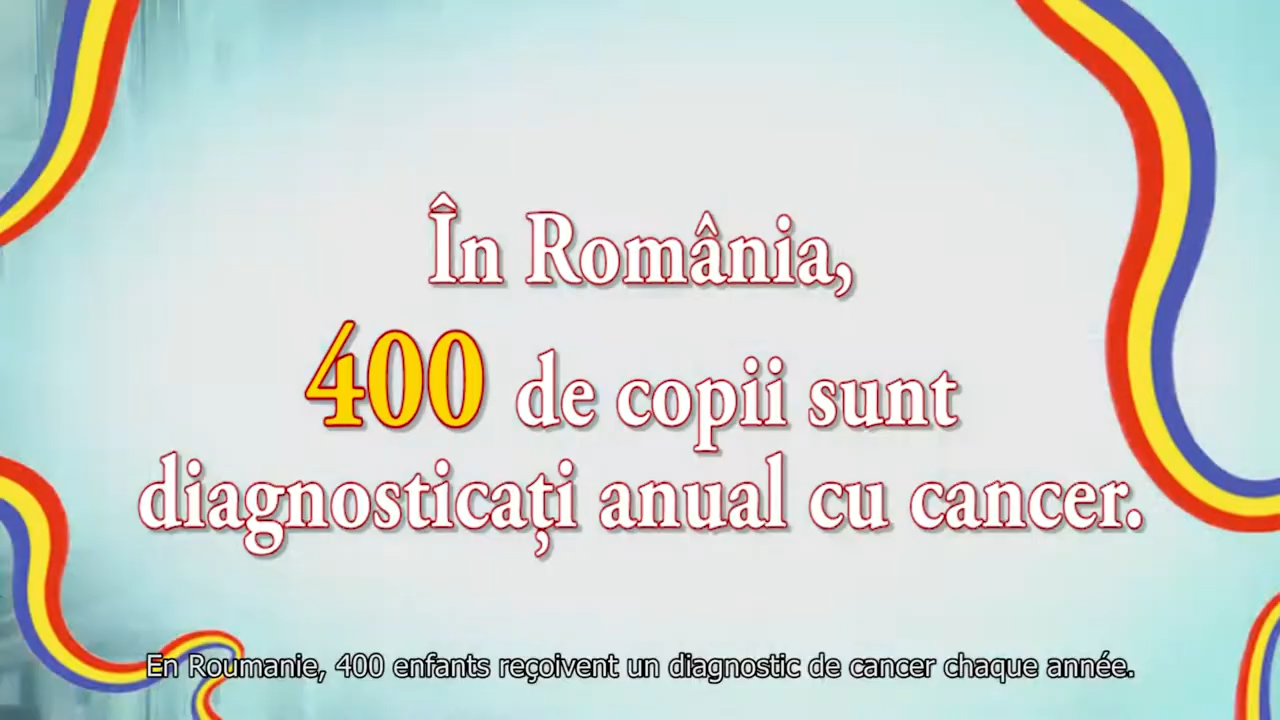 În România,
400 de copii sunt
diagnosticați anual cu cancer.
En Roumanie, 400 enfants reçoivent un diagnostic de cancer chaque année.